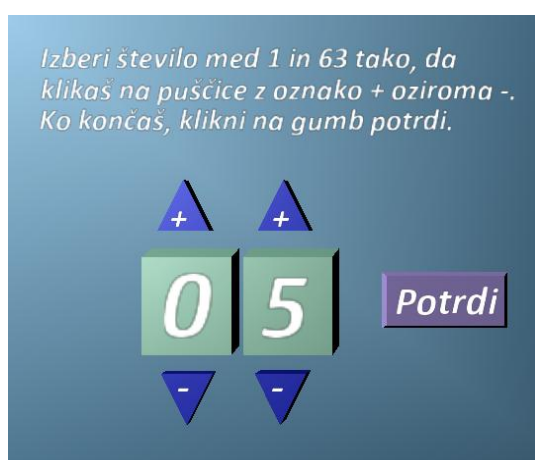 Izberi število med 1 in 63 tako, da
klikaš na puščice z oznako + oziroma -.
Ko končaš, klikni na gumb potrdi.
+ +
0 5
Potrdi
- -